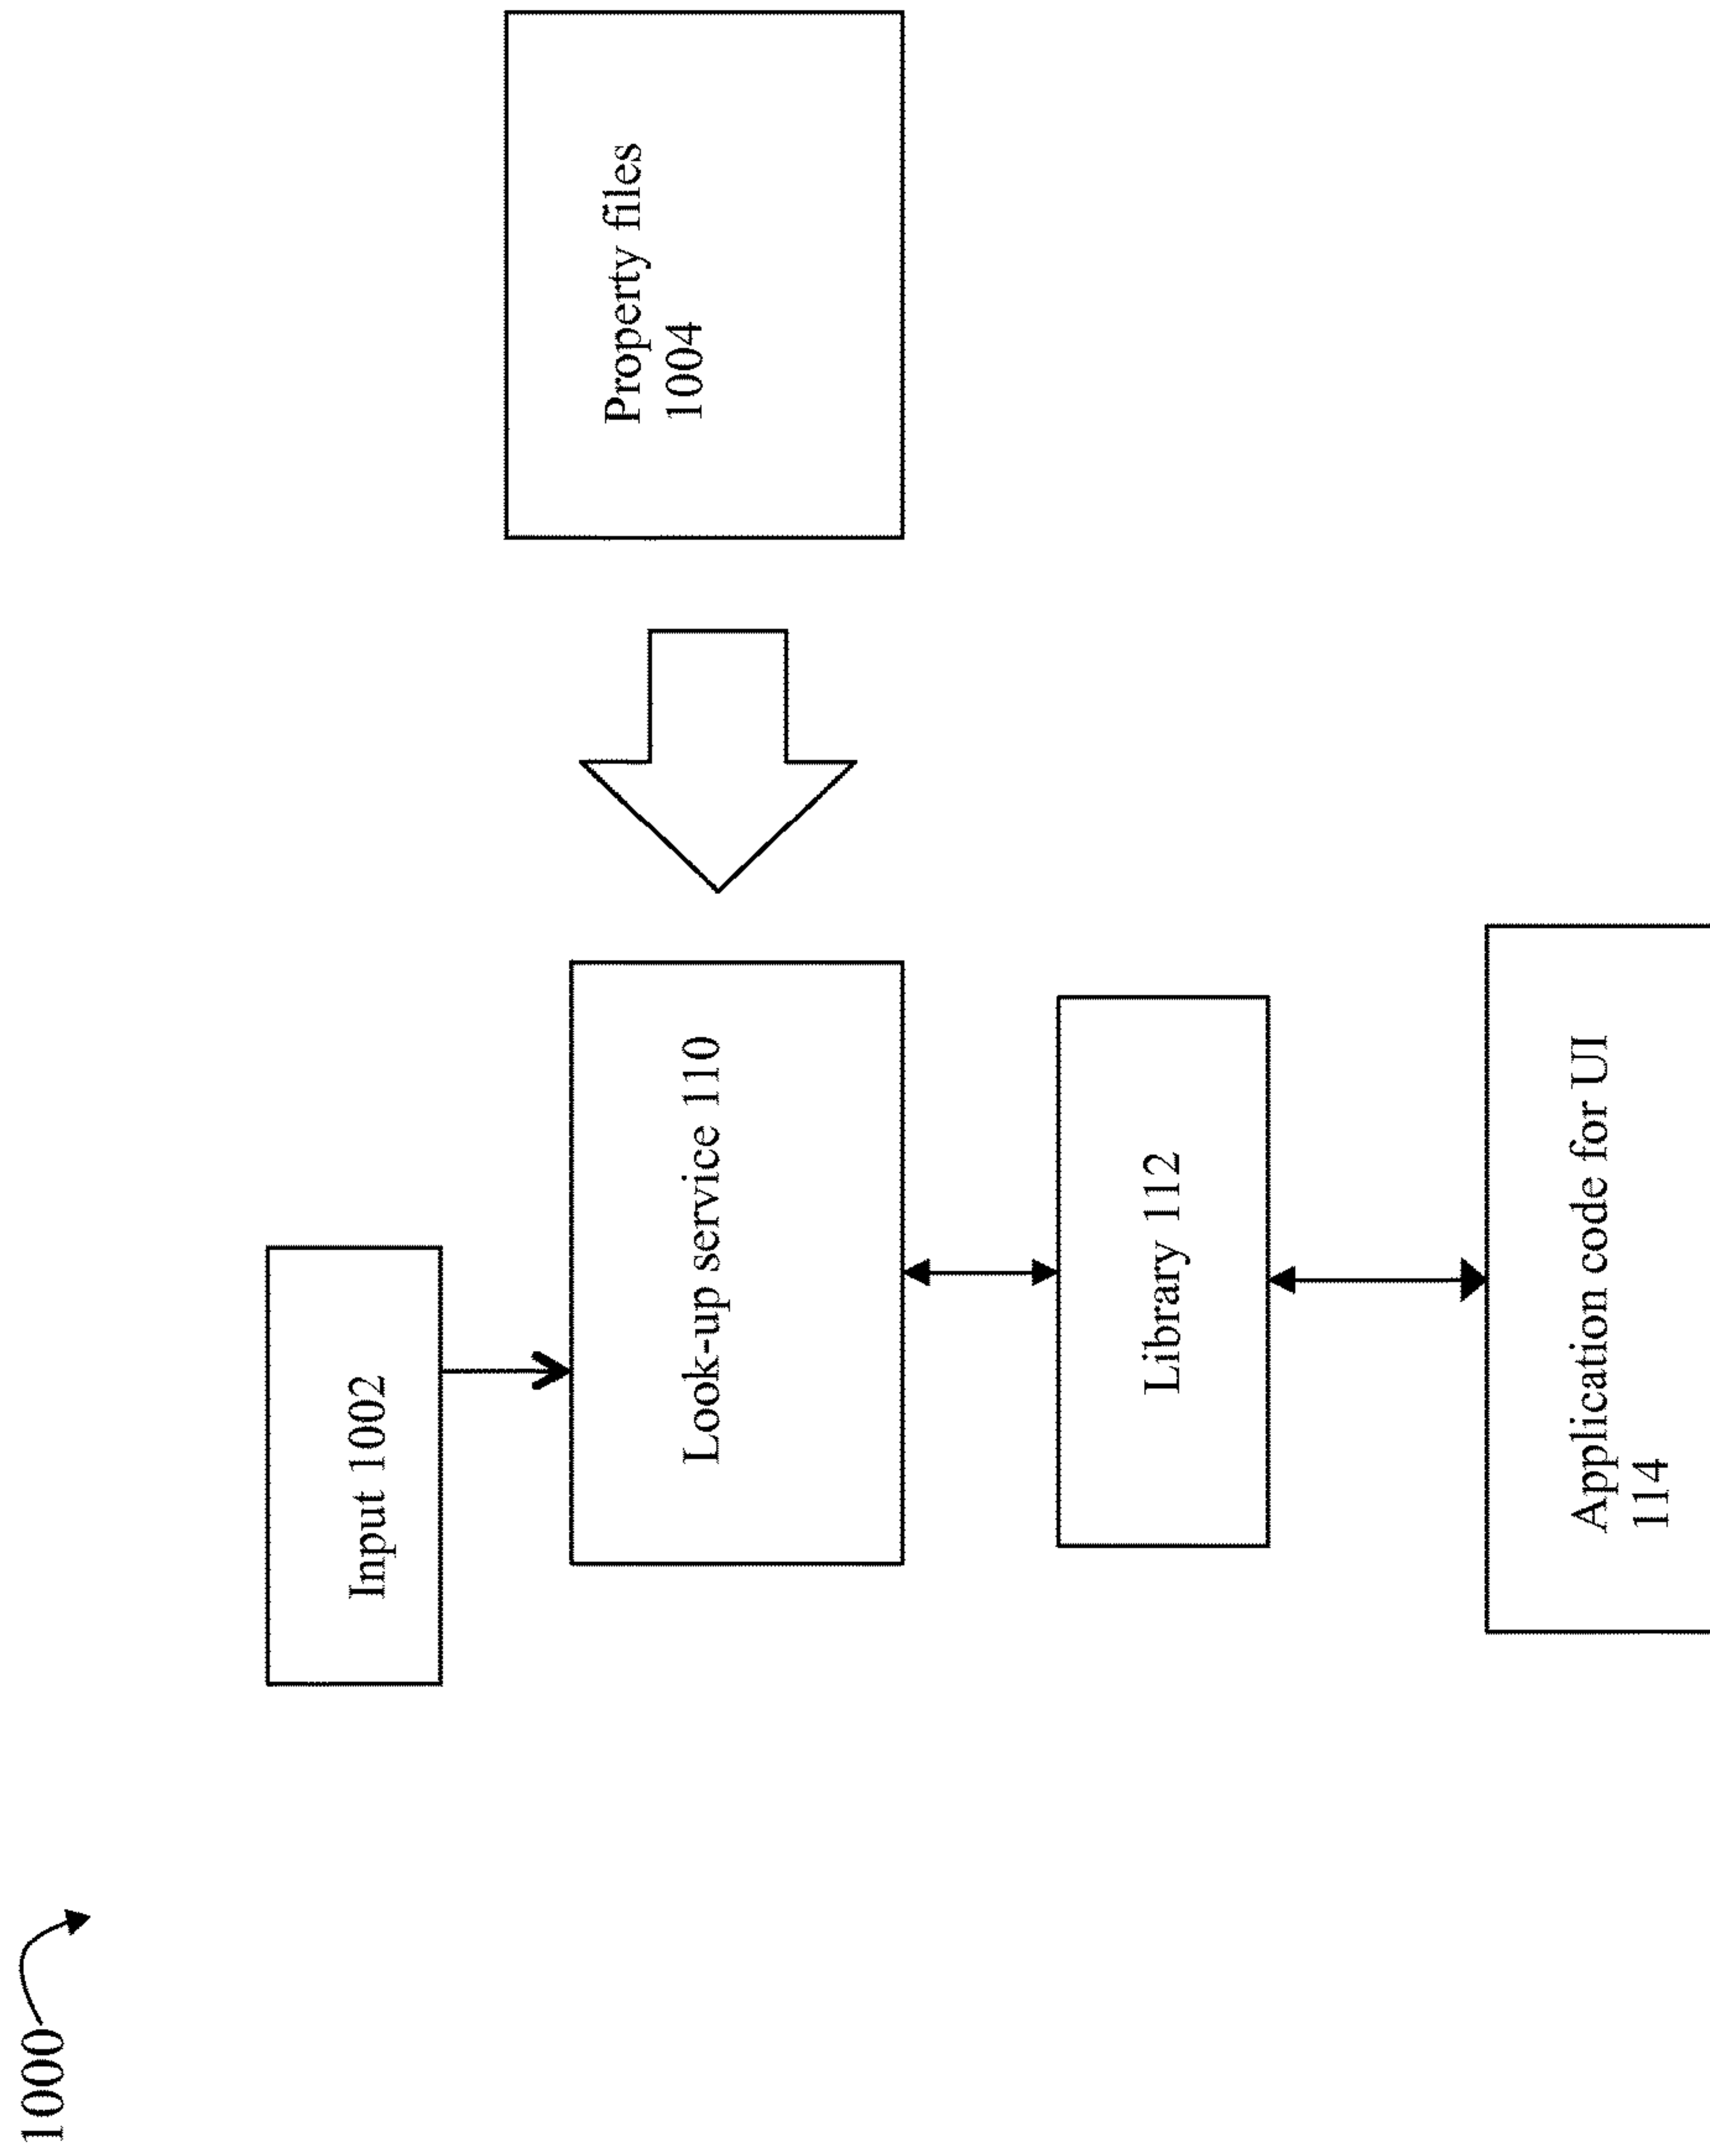 1000
Input 1002
Look-up service 110
Property files
1004
Library 112
Application code for UI
114